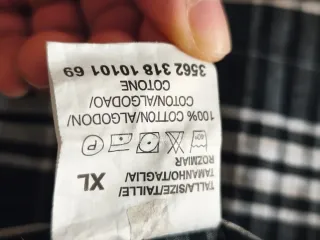 TALLA/SIZE/TAILLE/
TAMANHO/TAGLIA/ XL
ROZMIAR
100% COTTON/ALGODON/
COTON/ALGODAO/
COTONE
3562 318 10101 69